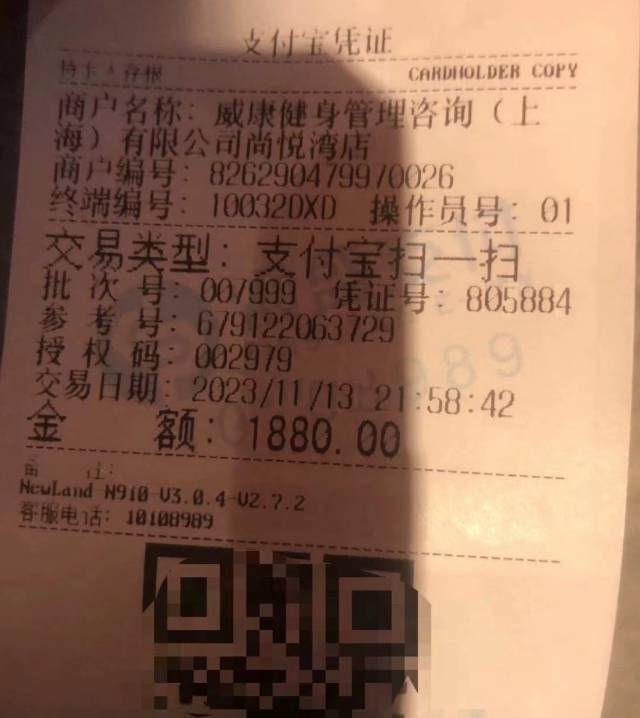 支付宝凭证
持卡人存根 CARDHOLDER COPY
商户名称: 威康健身管理咨询（上
海）有限公司尚悦湾店
商户编号: 826290479970026
终端编号: 10032DXD 操作员号: 01
交易类型: 支付宝扫一扫
批 次 号: 007999 凭证号: 805884
参 考 号: 679122063729
授 权 码: 002979
交易日期: 2023/11/13 21:58:42
金 额: 1880.00
备 注:
NewLand N910-V3.0.4-V2.7.2
客服电话: 10108989